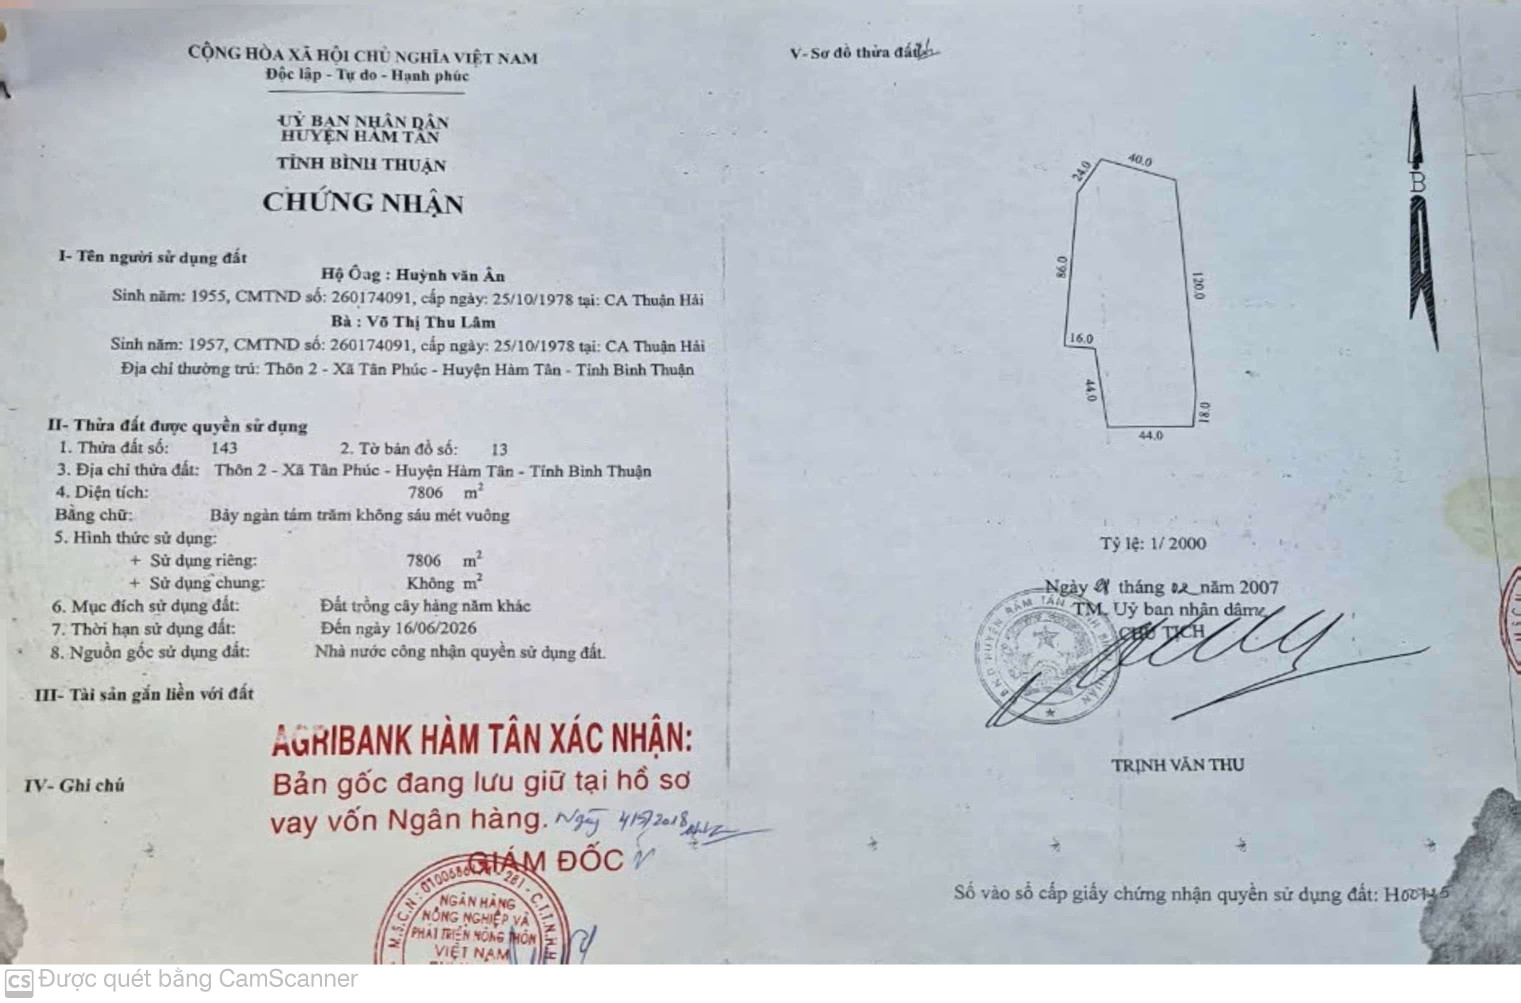 CỘNG HÒA XÃ HỘI CHỦ NGHĨA VIỆT NAM
Độc lập - Tự do - Hạnh phúc
UỶ BAN NHÂN DÂN
HUYỆN HÀM TÂN
TỈNH BÌNH THUẬN
CHỨNG NHẬN
I- Tên người sử dụng đất
Hộ Ông : Huỳnh văn Ân
Sinh năm: 1955, CMTND số: 260174091, cấp ngày: 25/10/1978 tại: CA Thuận Hải
Bà : Võ Thị Thu Lâm
Sinh năm: 1957, CMTND số: 260174091, cấp ngày: 25/10/1978 tại: CA Thuận Hải
Địa chỉ thường trú: Thôn 2 - Xã Tân Phúc - Huyện Hàm Tân - Tỉnh Bình Thuận
II- Thửa đất được quyền sử dụng
1. Thửa đất số: 143 2. Tờ bản đồ số: 13
3. Địa chỉ thửa đất: Thôn 2 - Xã Tân Phúc - Huyện Hàm Tân - Tỉnh Bình Thuận
4. Diện tích: 7806 m²
Bằng chữ: Bảy ngàn tám trăm không sáu mét vuông
5. Hình thức sử dụng:
+ Sử dụng riêng: 7806 m²
+ Sử dụng chung: Không m²
6. Mục đích sử dụng đất: Đất trồng cây hàng năm khác
7. Thời hạn sử dụng đất: Đến ngày 16/06/2026
8. Nguồn gốc sử dụng đất: Nhà nước công nhận quyền sử dụng đất.
III- Tài sản gắn liền với đất
AGRIBANK HÀM TÂN XÁC NHẬN:
IV- Ghi chú
Bản gốc đang lưu giữ tại hồ sơ
vay vốn Ngân hàng. Ngày 4/5/2018
GIÁM ĐỐC
NGÂN HÀNG
NÔNG NGHIỆP VÀ
PHÁT TRIỂN NÔNG THÔN
VIỆT NAM
V- Sơ đồ thửa đất
B
24.0
40.0
86.0
120.0
16.0
44.0
18.0
44.0
Tỷ lệ: 1/ 2000
Ngày tháng 02 năm 2007
TM. Uỷ ban nhân dân
CHỦ TỊCH
TRỊNH VĂN THU
Số vào sổ cấp giấy chứng nhận quyền sử dụng đất:
CS Được quét bằng CamScanner